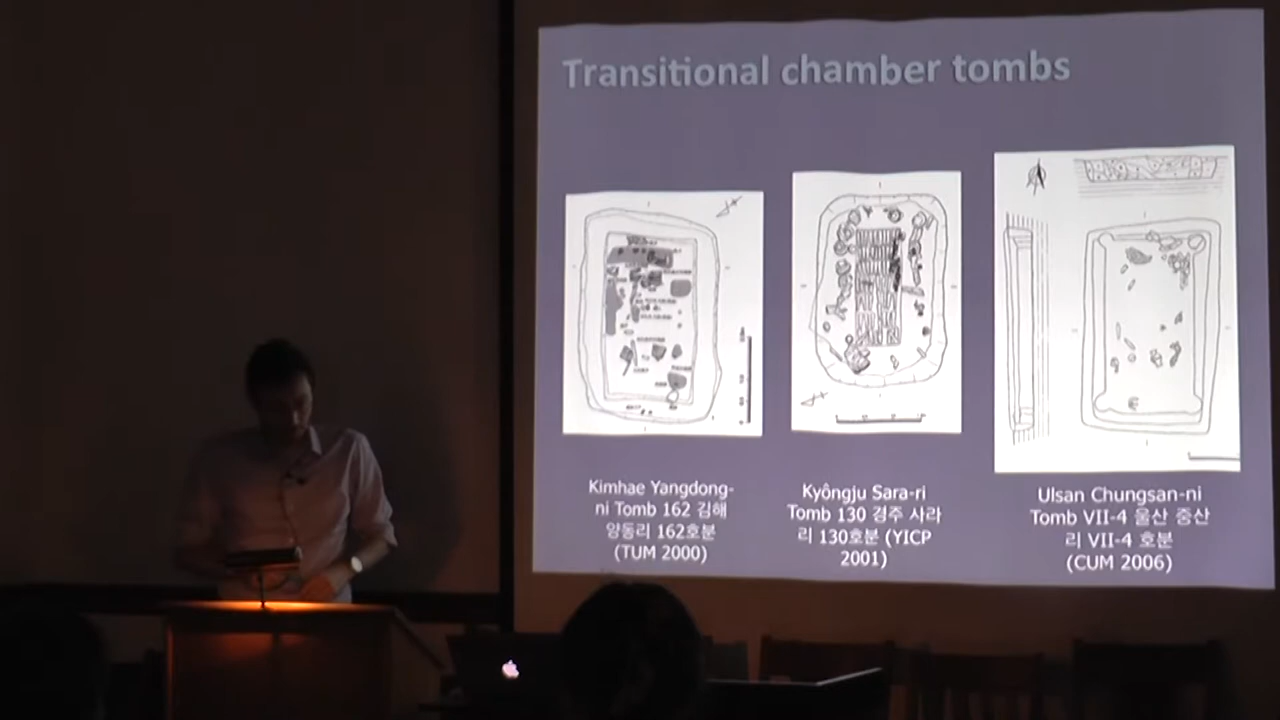 Transitional chamber tombs
Kimhae Yangdong-
ni Tomb 162 김해
양동리 162호분
(TUM 2000)
Kyôngju Sara-ri
Tomb 130 경주 사라
리 130호분 (YICP
2001)
Ulsan Chungsan-ni
Tomb VII-4 울산 중산
리 VII-4 호분
(CUM 2006)